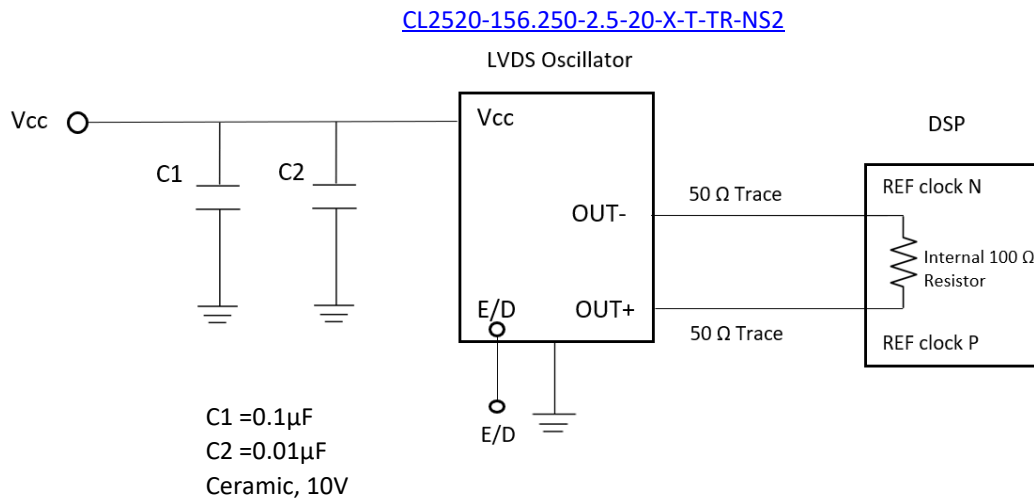 CL2520-156.250-2.5-20-X-T-TR-NS2
LVDS Oscillator
Vcc
Vcc
DSP
C1
C2
50 Ω Trace
REF clock N
OUT-
Internal 100 Ω
Resistor
E/D
OUT+
50 Ω Trace
REF clock P
E/D
C1 =0.1µF
C2 =0.01µF
Ceramic, 10V